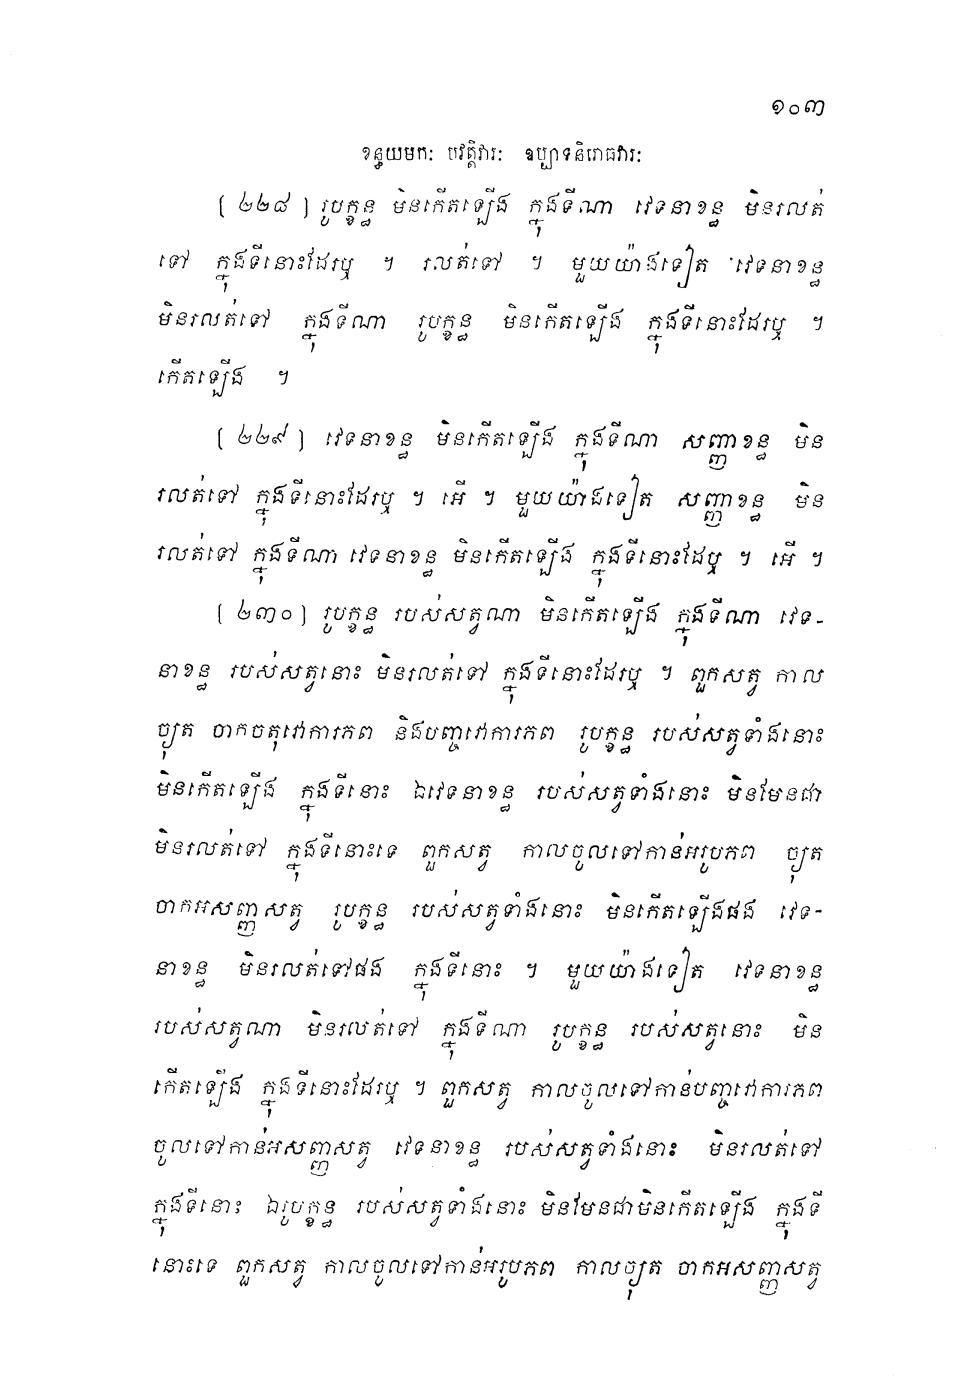 ១០៣
ខន្ធយមក: បវត្តិវារ: ឧប្បាទនិរោធវារ:
[ ២២៨ ] រូបក្ខន្ធ មិនកើតឡើង ក្នុងទីណា វេទនាខន្ធ មិនរលត់
ទៅ ក្នុងទីនោះដែរឬ ។ រលត់ទៅ ។ មួយយ៉ាងទៀត វេទនាខន្ធ
មិនរលត់ទៅ ក្នុងទីណា រូបក្ខន្ធ មិនកើតឡើង ក្នុងទីនោះដែរឬ ។
កើតឡើង ។
[ ២២៩ ] វេទនាខន្ធ មិនកើតឡើង ក្នុងទីណា សញ្ញាខន្ធ មិន
រលត់ទៅ ក្នុងទីនោះដែរឬ ។ អើ ។ មួយយ៉ាងទៀត សញ្ញាខន្ធ មិន
រលត់ទៅ ក្នុងទីណា វេទនាខន្ធ មិនកើតឡើង ក្នុងទីនោះដែឬ ។ អើ ។
[ ២៣០ ] រូបក្ខន្ធ របស់សត្វណា មិនកើតឡើង ក្នុងទីណា វេទ-
នាខន្ធ របស់សត្វនោះ មិនរលត់ទៅ ក្នុងទីនោះដែរឬ ។ ពួកសត្វ កាល
ច្យុត ចាកចតុវោការភព និងបញ្ចវោការភព រូបក្ខន្ធ របស់សត្វទាំងនោះ
មិនកើតឡើង ក្នុងទីនោះ ឯវេទនាខន្ធ របស់សត្វទាំងនោះ មិនមែនជា
មិនរលត់ទៅ ក្នុងទីនោះទេ ពួកសត្វ កាលចូលទៅកាន់អរូបភព ច្យុត
ចាកអសញ្ញសត្វ រូបក្ខន្ធ របស់សត្វទាំងនោះ មិនកើតឡើងផង វេទ-
នាខន្ធ មិនរលត់ទៅផង ក្នុងទីនោះ ។ មួយយ៉ាងទៀត វេទនាខន្ធ
របស់សត្វណា មិនរលត់ទៅ ក្នុងទីណា រូបក្ខន្ធ របស់សត្វនោះ មិន
កើតឡើង ក្នុងទីនោះដែរឬ ។ ពួកសត្វ កាលចូលទៅកាន់បញ្ចវោការភព
ចូលទៅកាន់អសញ្ញសត្វ វេទនាខន្ធ របស់សត្វទាំងនោះ មិនរលត់ទៅ
ក្នុងទីនោះ ឯរូបក្ខន្ធ របស់សត្វទាំងនោះ មិនមែនជាមិនកើតឡើង ក្នុងទី
នោះទេ ពួកសត្វ កាលចូលទៅកាន់អរូបភព កាលច្យុត ចាកអសញ្ញសត្វ